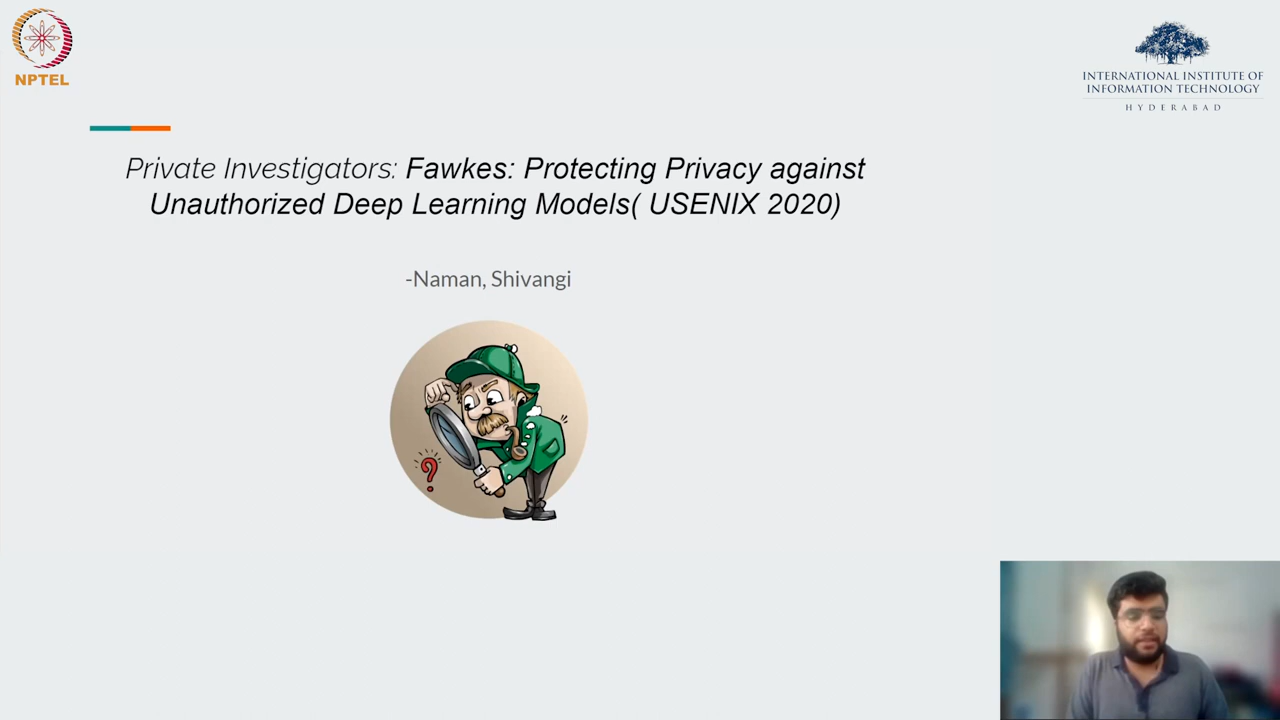 NPTEL
INTERNATIONAL INSTITUTE OF
INFORMATION TECHNOLOGY
HYDERABAD
Private Investigators: Fawkes: Protecting Privacy against
Unauthorized Deep Learning Models( USENIX 2020)
-Naman, Shivangi
?